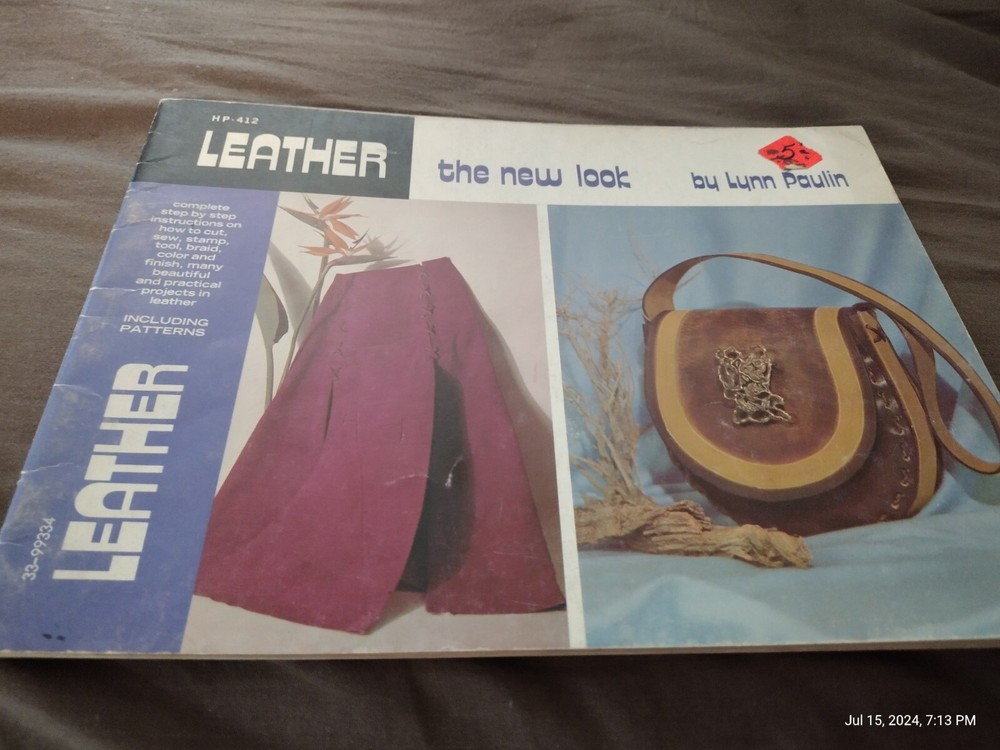 HP-412
LEATHER
the new look
by Lynn Paulin
5
complete
step by step
instructions on
how to cut,
sew, stamp,
tool, braid,
color and
finish, many
beautiful
and practical
projects in
leather
INCLUDING
PATTERNS
LEATHER
33-99334
Jul 15, 2024, 7:13 PM